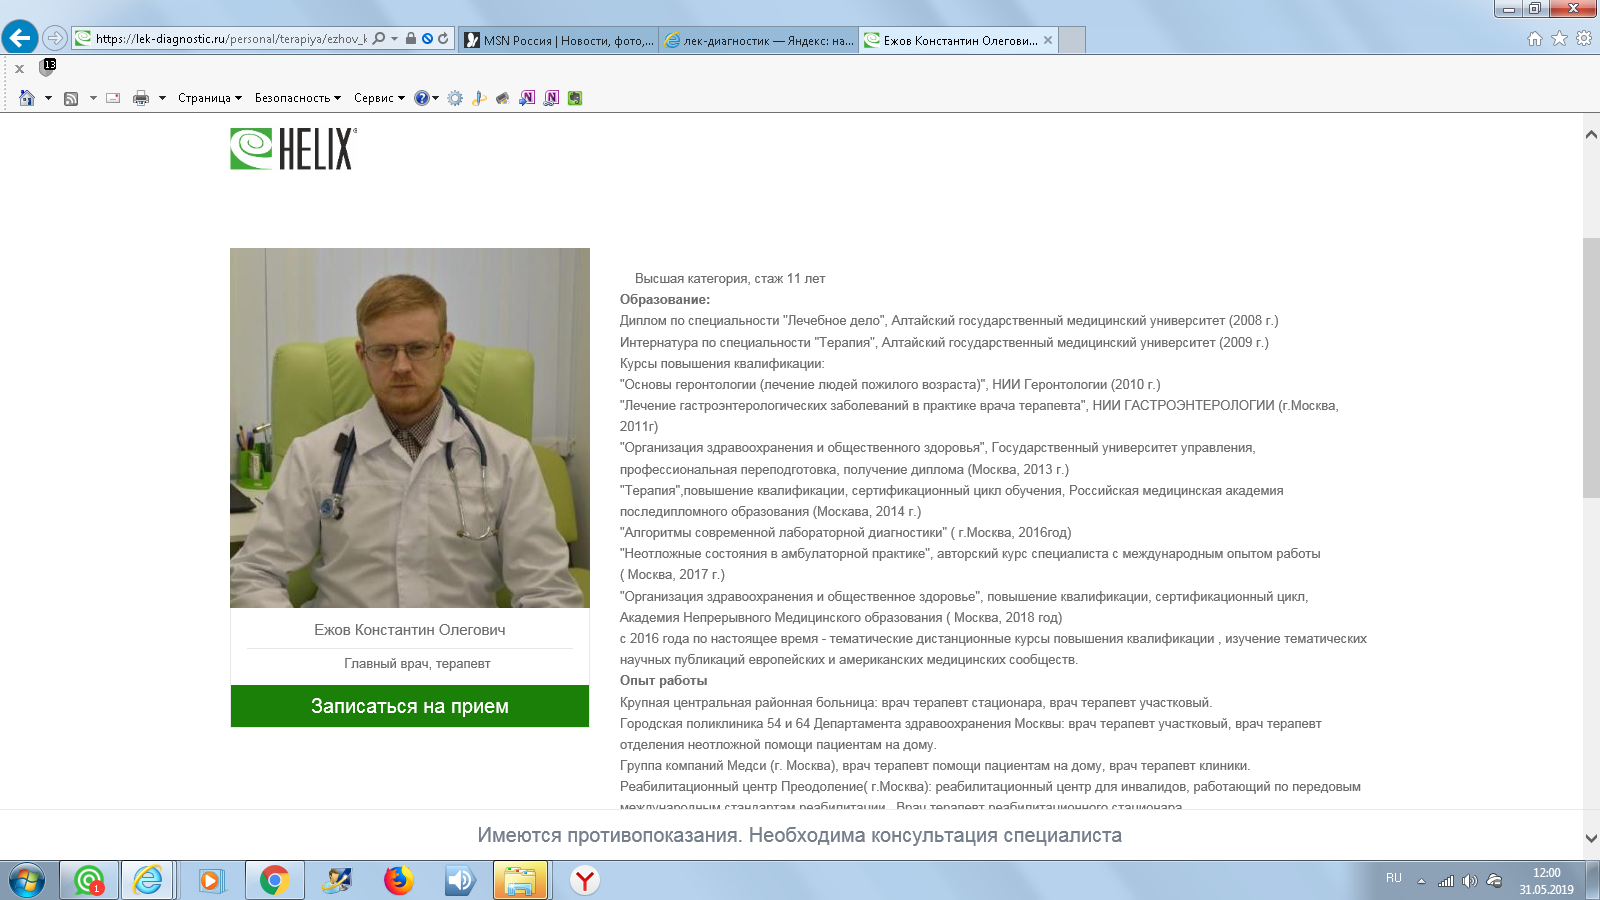 https://lek-diagnostic.ru/personal/terapiya/ezhov_k
MSN Россия | Новости, фото,...
лек-диагностик — Яндекс: на...
Ежов Константин Олегови...
13
Страница
Безопасность
Сервис
HELIX
Высшая категория, стаж 11 лет
Образование:
Диплом по специальности "Лечебное дело", Алтайский государственный медицинский университет (2008 г.)
Интернатура по специальности "Терапия", Алтайский государственный медицинский университет (2009 г.)
Курсы повышения квалификации:
"Основы геронтологии (лечение людей пожилого возраста)", НИИ Геронтологии (2010 г.)
"Лечение гастроэнтерологических заболеваний в практике врача терапевта", НИИ ГАСТРОЭНТЕРОЛОГИИ (г.Москва,
2011г)
"Организация здравоохранения и общественного здоровья", Государственный университет управления,
профессиональная переподготовка, получение диплома (Москва, 2013 г.)
"Терапия",повышение квалификации, сертификационный цикл обучения, Российская медицинская академия
последипломного образования (Москава, 2014 г.)
"Алгоритмы современной лабораторной диагностики" ( г.Москва, 2016год)
"Неотложные состояния в амбулаторной практике", авторский курс специалиста с международным опытом работы
( Москва, 2017 г.)
"Организация здравоохранения и общественное здоровье", повышение квалификации, сертификационный цикл,
Академия Непрерывного Медицинского образования ( Москва, 2018 год)
с 2016 года по настоящее время - тематические дистанционные курсы повышения квалификации , изучение тематических
научных публикаций европейских и американских медицинских сообществ.
Опыт работы
Крупная центральная районная больница: врач терапевт стационара, врач терапевт участковый.
Городская поликлиника 54 и 64 Департамента здравоохранения Москвы: врач терапевт участковый, врач терапевт
отделения неотложной помощи пациентам на дому.
Группа компаний Медси (г. Москва), врач терапевт помощи пациентам на дому, врач терапевт клиники.
Реабилитационный центр Преодоление( г.Москва): реабилитационный центр для инвалидов, работающий по передовым
международным стандартам реабилитации. Врач терапевт реабилитационного стационара
Ежов Константин Олегович
Главный врач, терапевт
Записаться на прием
Имеются противопоказания. Необходима консультация специалиста
1
RU
12:00
31.05.2019